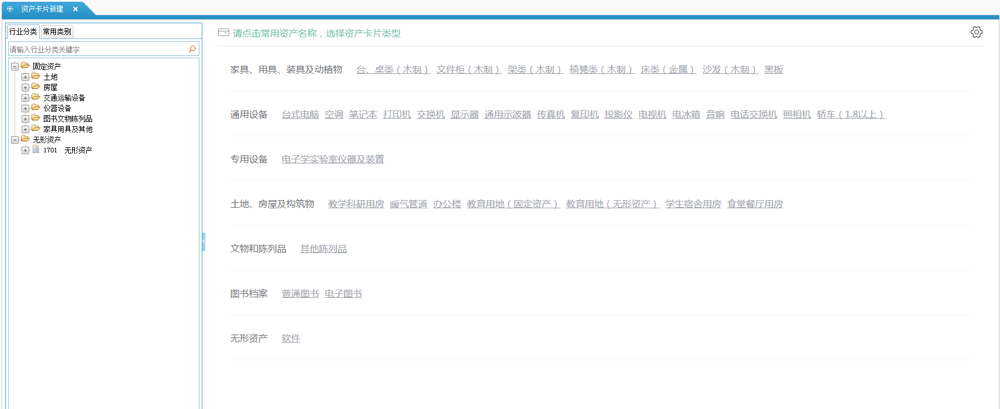 资产卡片新建
行业分类 常用类别
请输入行业分类关键字
固定资产
土地
房屋
交通运输设备
仪器设备
图书文物陈列品
家具用具及其他
无形资产
1701 无形资产
请点击常用资产名称，选择资产卡片类型
家具、用具、装具及动植物 台、桌类（木制） 文件柜（木制） 架类（木制） 椅凳类（木制） 床类（金属） 沙发（木制） 黑板
通用设备 台式电脑 空调 笔记本 打印机 交换机 显示器 通用示波器 传真机 复印机 投影仪 电视机 电冰箱 音响 电话交换机 照相机 轿车（1.8以上）
专用设备 电子学实验室仪器及装置
土地、房屋及构筑物 教学科研用房 暖气管道 办公楼 教育用地（固定资产） 教育用地（无形资产） 学生宿舍用房 食堂餐厅用房
文物和陈列品 其他陈列品
图书档案 普通图书 电子图书
无形资产 软件